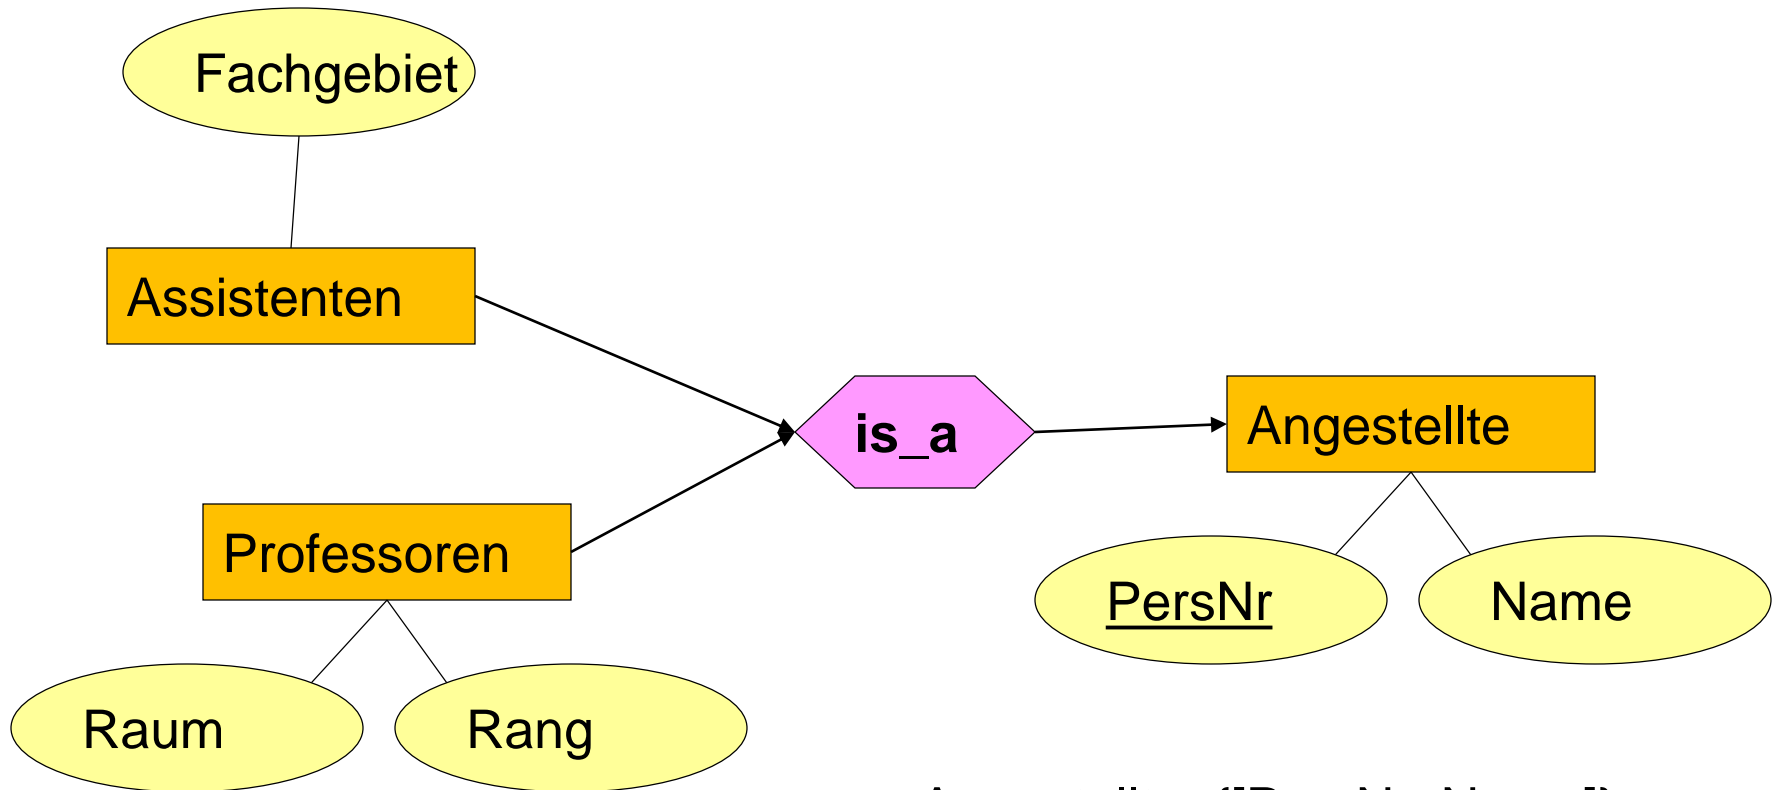 Fachgebiet
Assistenten
is_a
Angestellte
Professoren
PersNr
Name
Raum
Rang